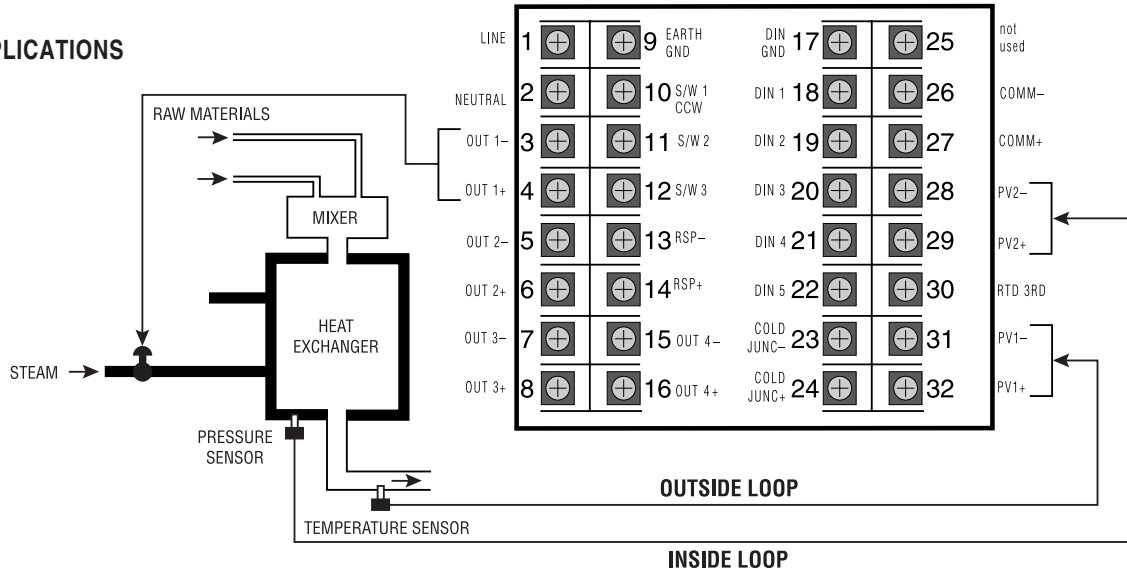 PLICATIONS
RAW MATERIALS
MIXER
HEAT
EXCHANGER
STEAM
PRESSURE
SENSOR
TEMPERATURE SENSOR
OUTSIDE LOOP
INSIDE LOOP
LINE 1
NEUTRAL 2
OUT 1– 3
OUT 1+ 4
OUT 2– 5
OUT 2+ 6
OUT 3– 7
OUT 3+ 8
9 EARTH
GND
10 S/W 1
CCW
11 S/W 2
12 S/W 3
13 RSP–
14 RSP+
15 OUT 4–
16 OUT 4+
DIN
GND 17
DIN 1 18
DIN 2 19
DIN 3 20
DIN 4 21
DIN 5 22
COLD
JUNC– 23
COLD
JUNC+ 24
25 not
used
26 COMM–
27 COMM+
28 PV2–
29 PV2+
30 RTD 3RD
31 PV1–
32 PV1+